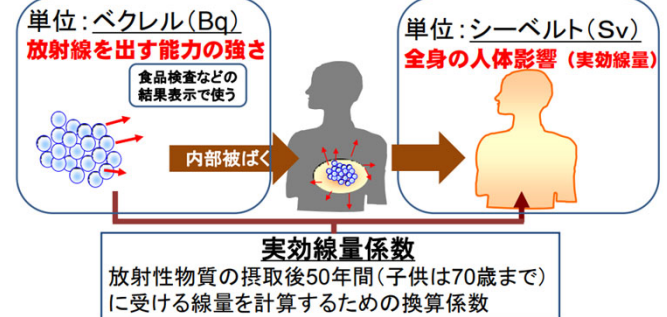 単位:ベクレル(Bq)
放射線を出す能力の強さ
食品検査などの
結果表示で使う
内部被ばく
単位:シーベルト(Sv)
全身の人体影響(実効線量)
実効線量係数
放射性物質の摂取後50年間(子供は70歳まで)
に受ける線量を計算するための換算係数